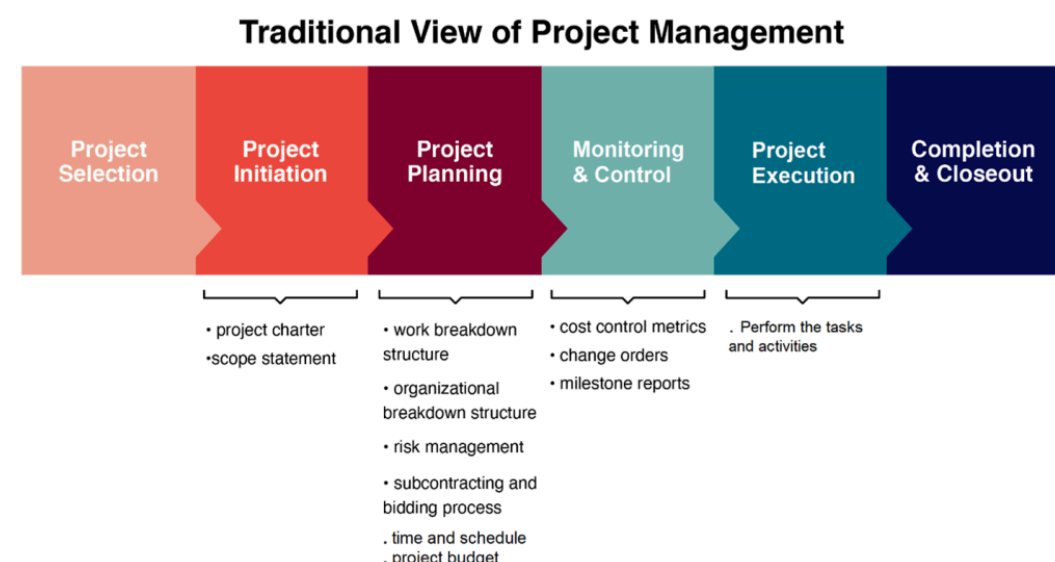 Traditional View of Project Management
Project
Selection
Project
Initiation
Project
Planning
Monitoring
& Control
Project
Execution
Completion
& Closeout
• project charter
•scope statement
• work breakdown
structure
• organizational
breakdown structure
• risk management
• subcontracting and
bidding process
. time and schedule
. project budget
• cost control metrics
• change orders
• milestone reports
. Perform the tasks
and activities